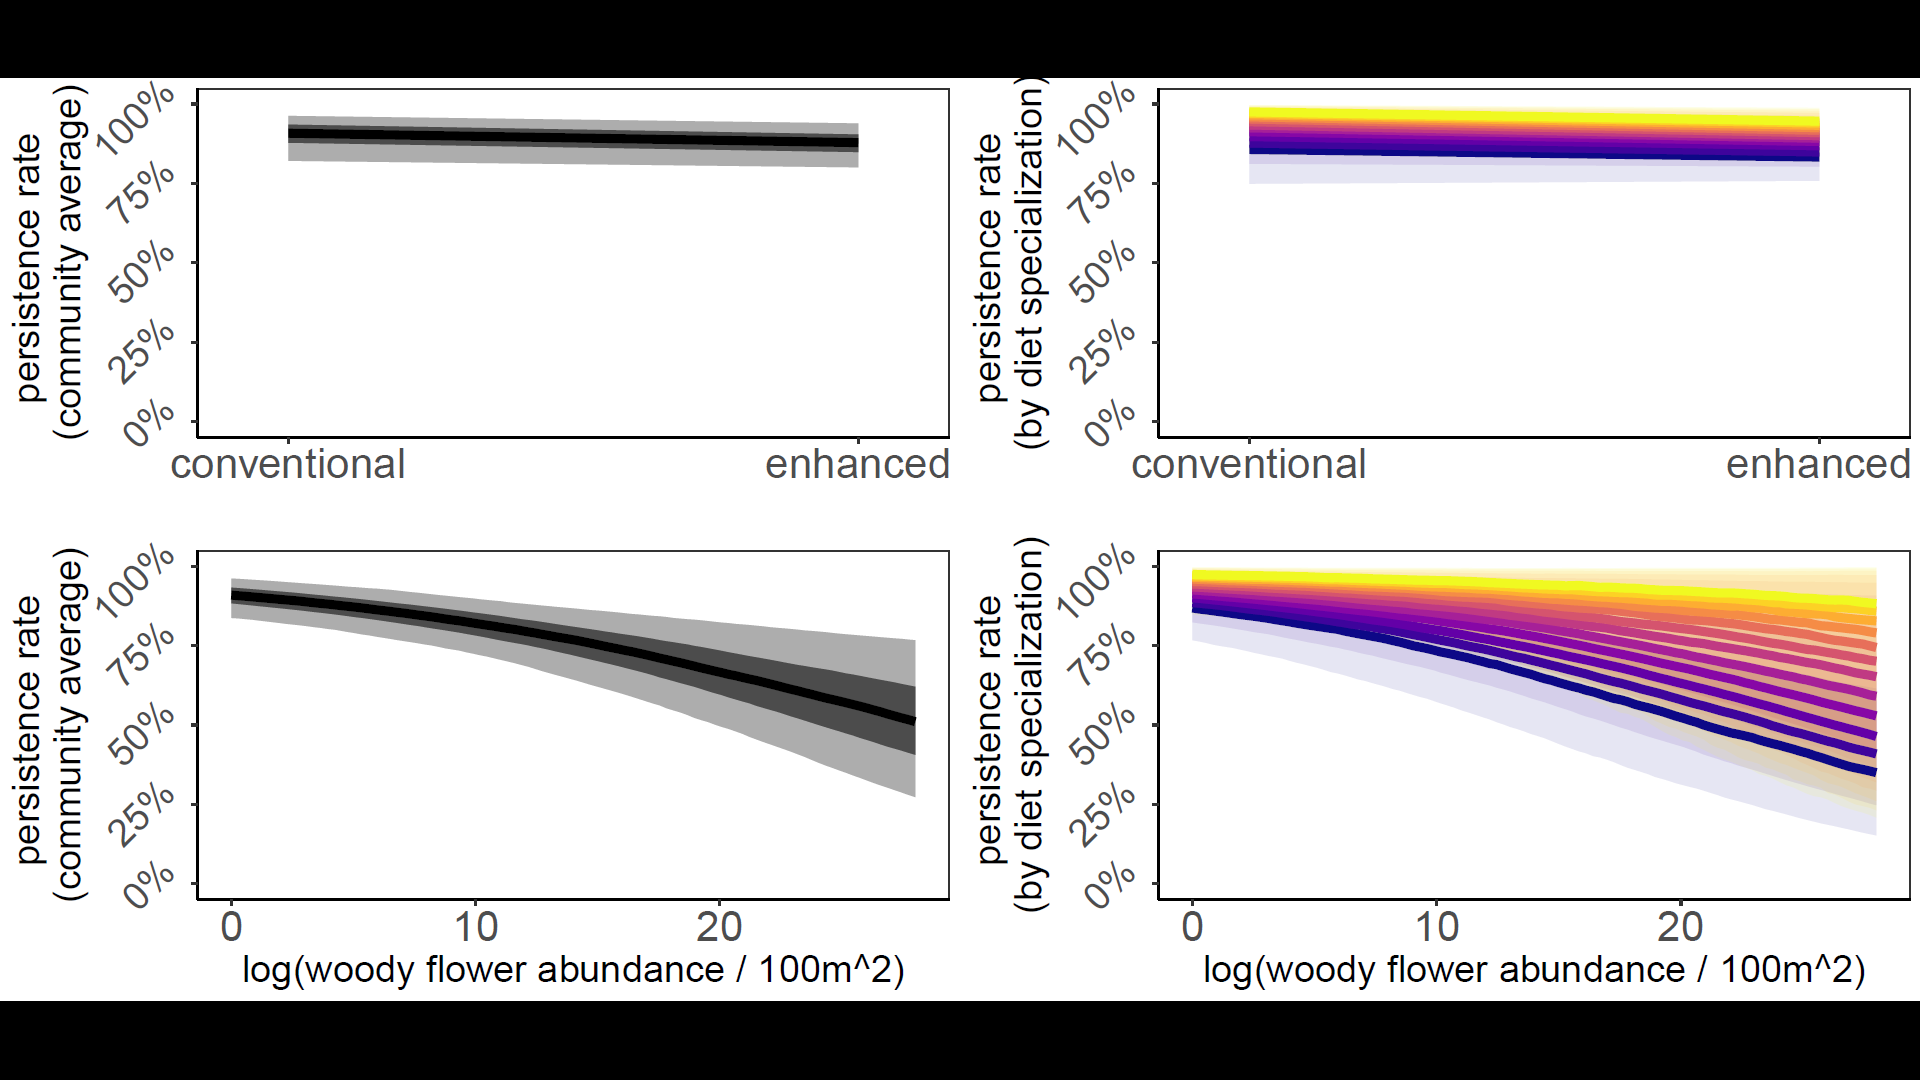 persistence rate
(community average)
100%
75%
50%
25%
0%
conventional
enhanced
persistence rate
(by diet specialization)
100%
75%
50%
25%
0%
conventional
enhanced
persistence rate
(community average)
100%
75%
50%
25%
0%
0
10
20
log(woody flower abundance / 100m^2)
persistence rate
(by diet specialization)
100%
75%
50%
25%
0%
0
10
20
log(woody flower abundance / 100m^2)